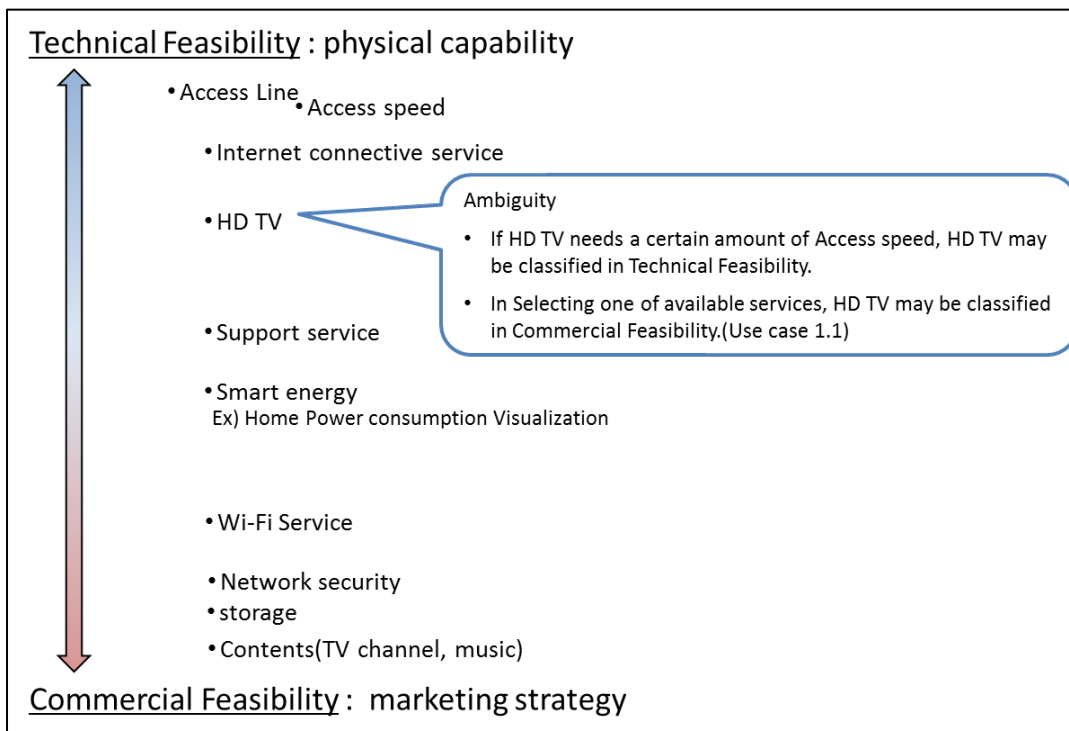 Technical Feasibility : physical capability
•Access Line
•Access speed
•Internet connective service
•HD TV
Ambiguity
• If HD TV needs a certain amount of Access speed, HD TV may
be classified in Technical Feasibility.
• In Selecting one of available services, HD TV may be classified
in Commercial Feasibility.(Use case 1.1)
•Support service
•Smart energy
Ex) Home Power consumption Visualization
•Wi-Fi Service
•Network security
•storage
•Contents(TV channel, music)
Commercial Feasibility : marketing strategy